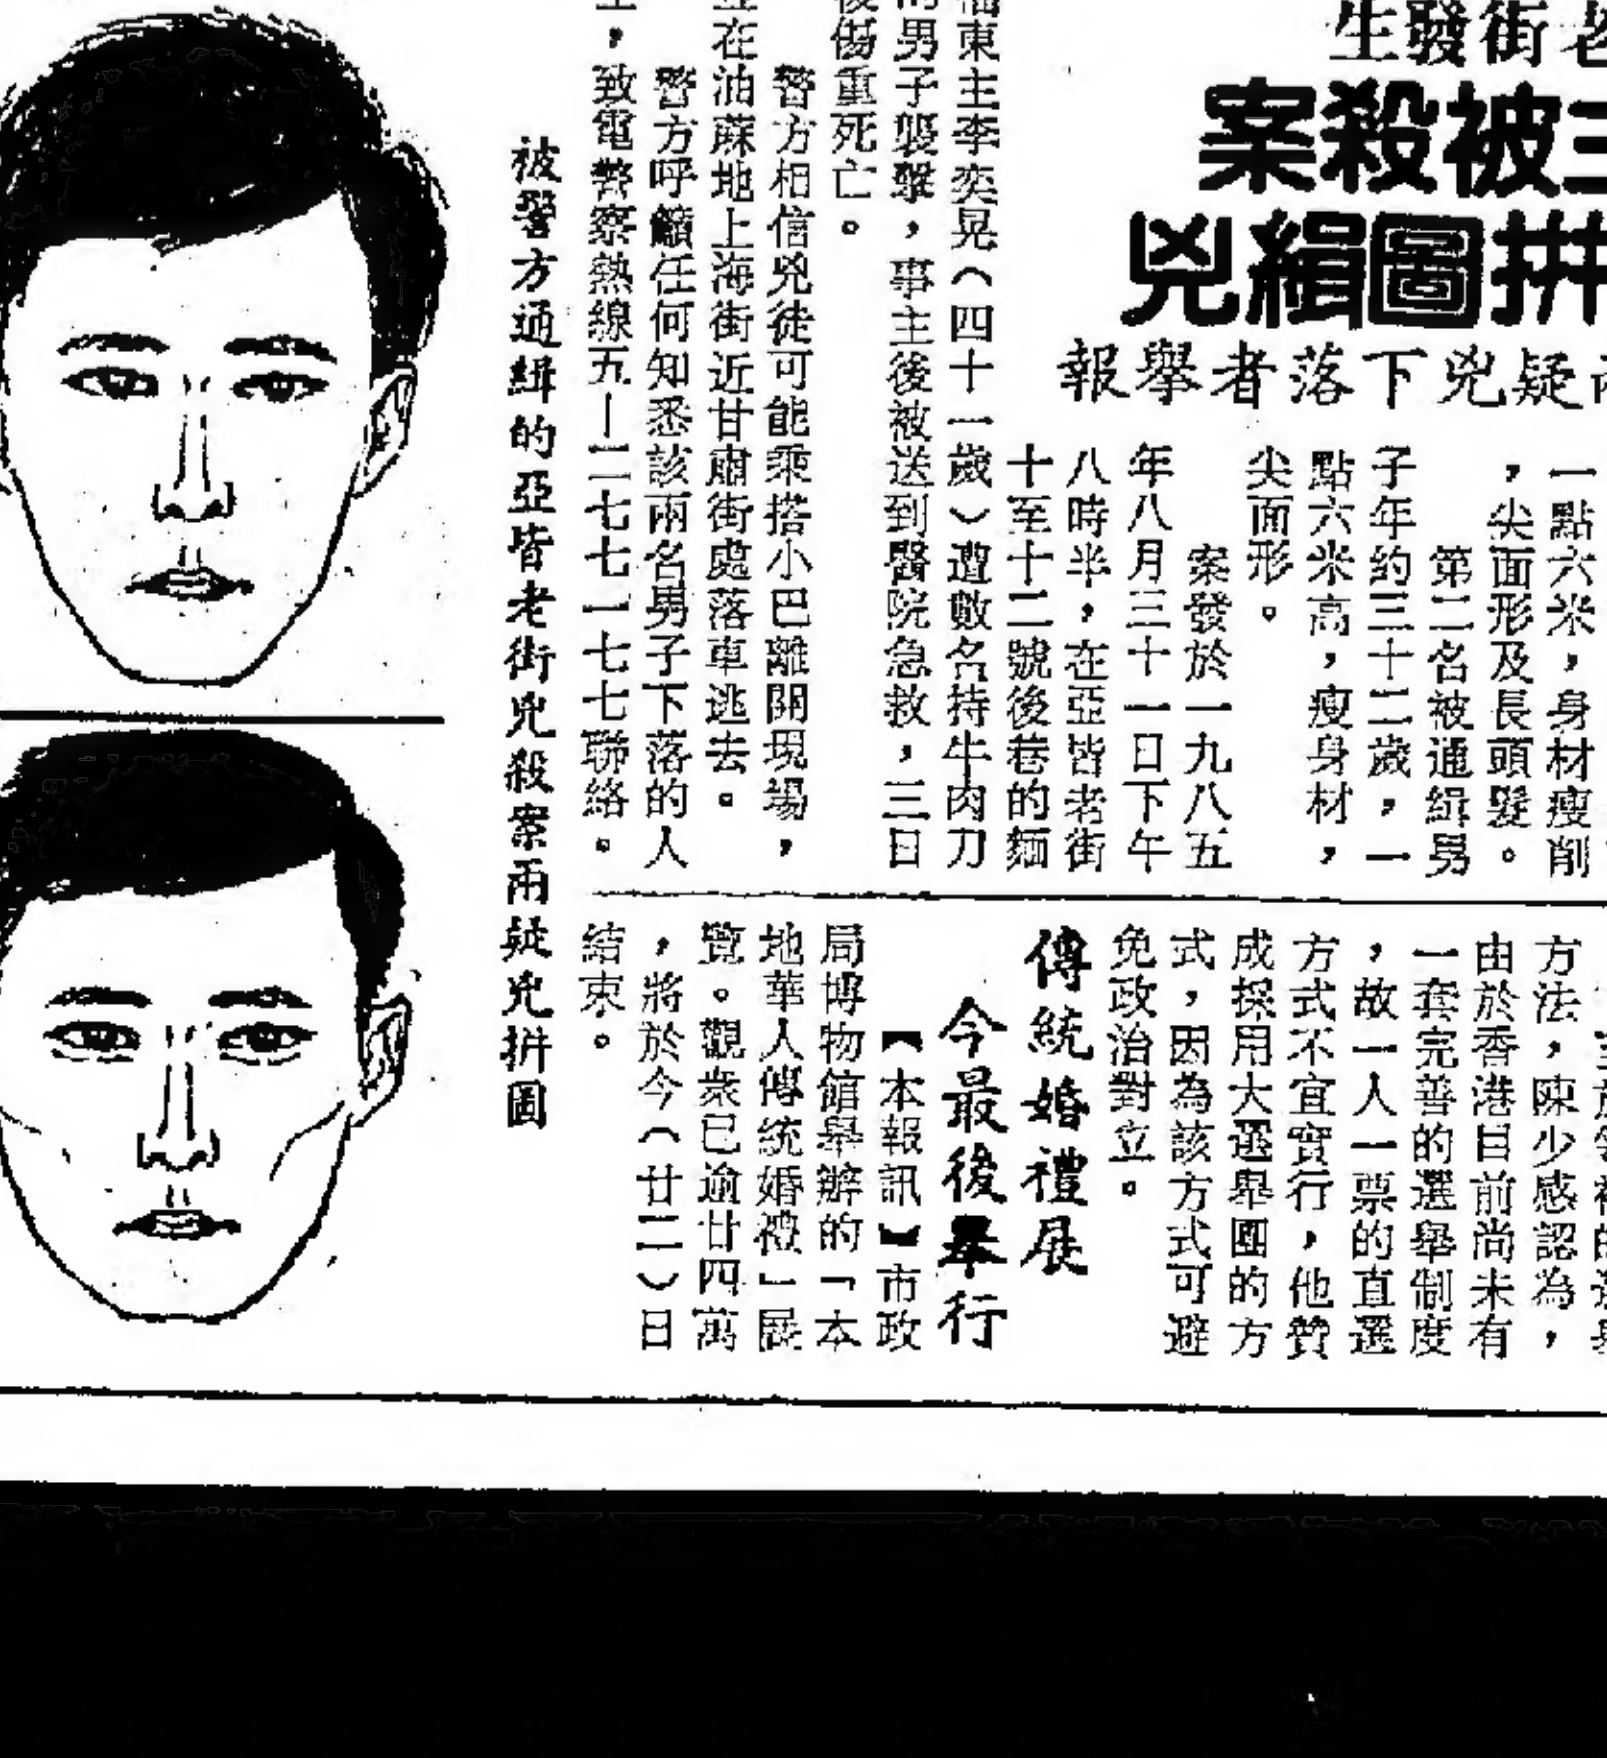 街發生
被殺案
拼圖緝兇
疑兇下落者舉報
一點六米，身材瘦削
，尖面形及長頭髮。
第二名被通緝男
子年約三十二歲，一
點六米高，瘦身材，
尖面形。
案發於一九八五
年八月三十一日下午
八時半，在亞皆老街
十至十二號後巷的麵
東主李奕晃（四十一歲）遭數名持牛肉刀
男子襲擊，事主後被送到醫院急救，三日
傷重死亡。
警方相信兇徒可能乘搭小巴離開現場，
在油蔴地上海街近甘肅街處落車逃去。
警方呼籲任何知悉該兩名男子下落的人
，致電警察熱線五—二七七一七七聯絡。
被警方通緝的亞皆老街兇殺案兩疑兇拼圖
方法，陳少感認為，
由於香港目前尚未有
一套完善的選舉制度
，故一人一票的直選
方式不宜實行，他贊
成採用大選舉團的方
式，因為該方式可避
免政治對立。
傳統婚禮展
今最後舉行
【本報訊】市政
局博物館舉辦的「本
地華人傳統婚禮」展
覽。觀衆已逾廿四萬
，將於今（廿二）日
結束。